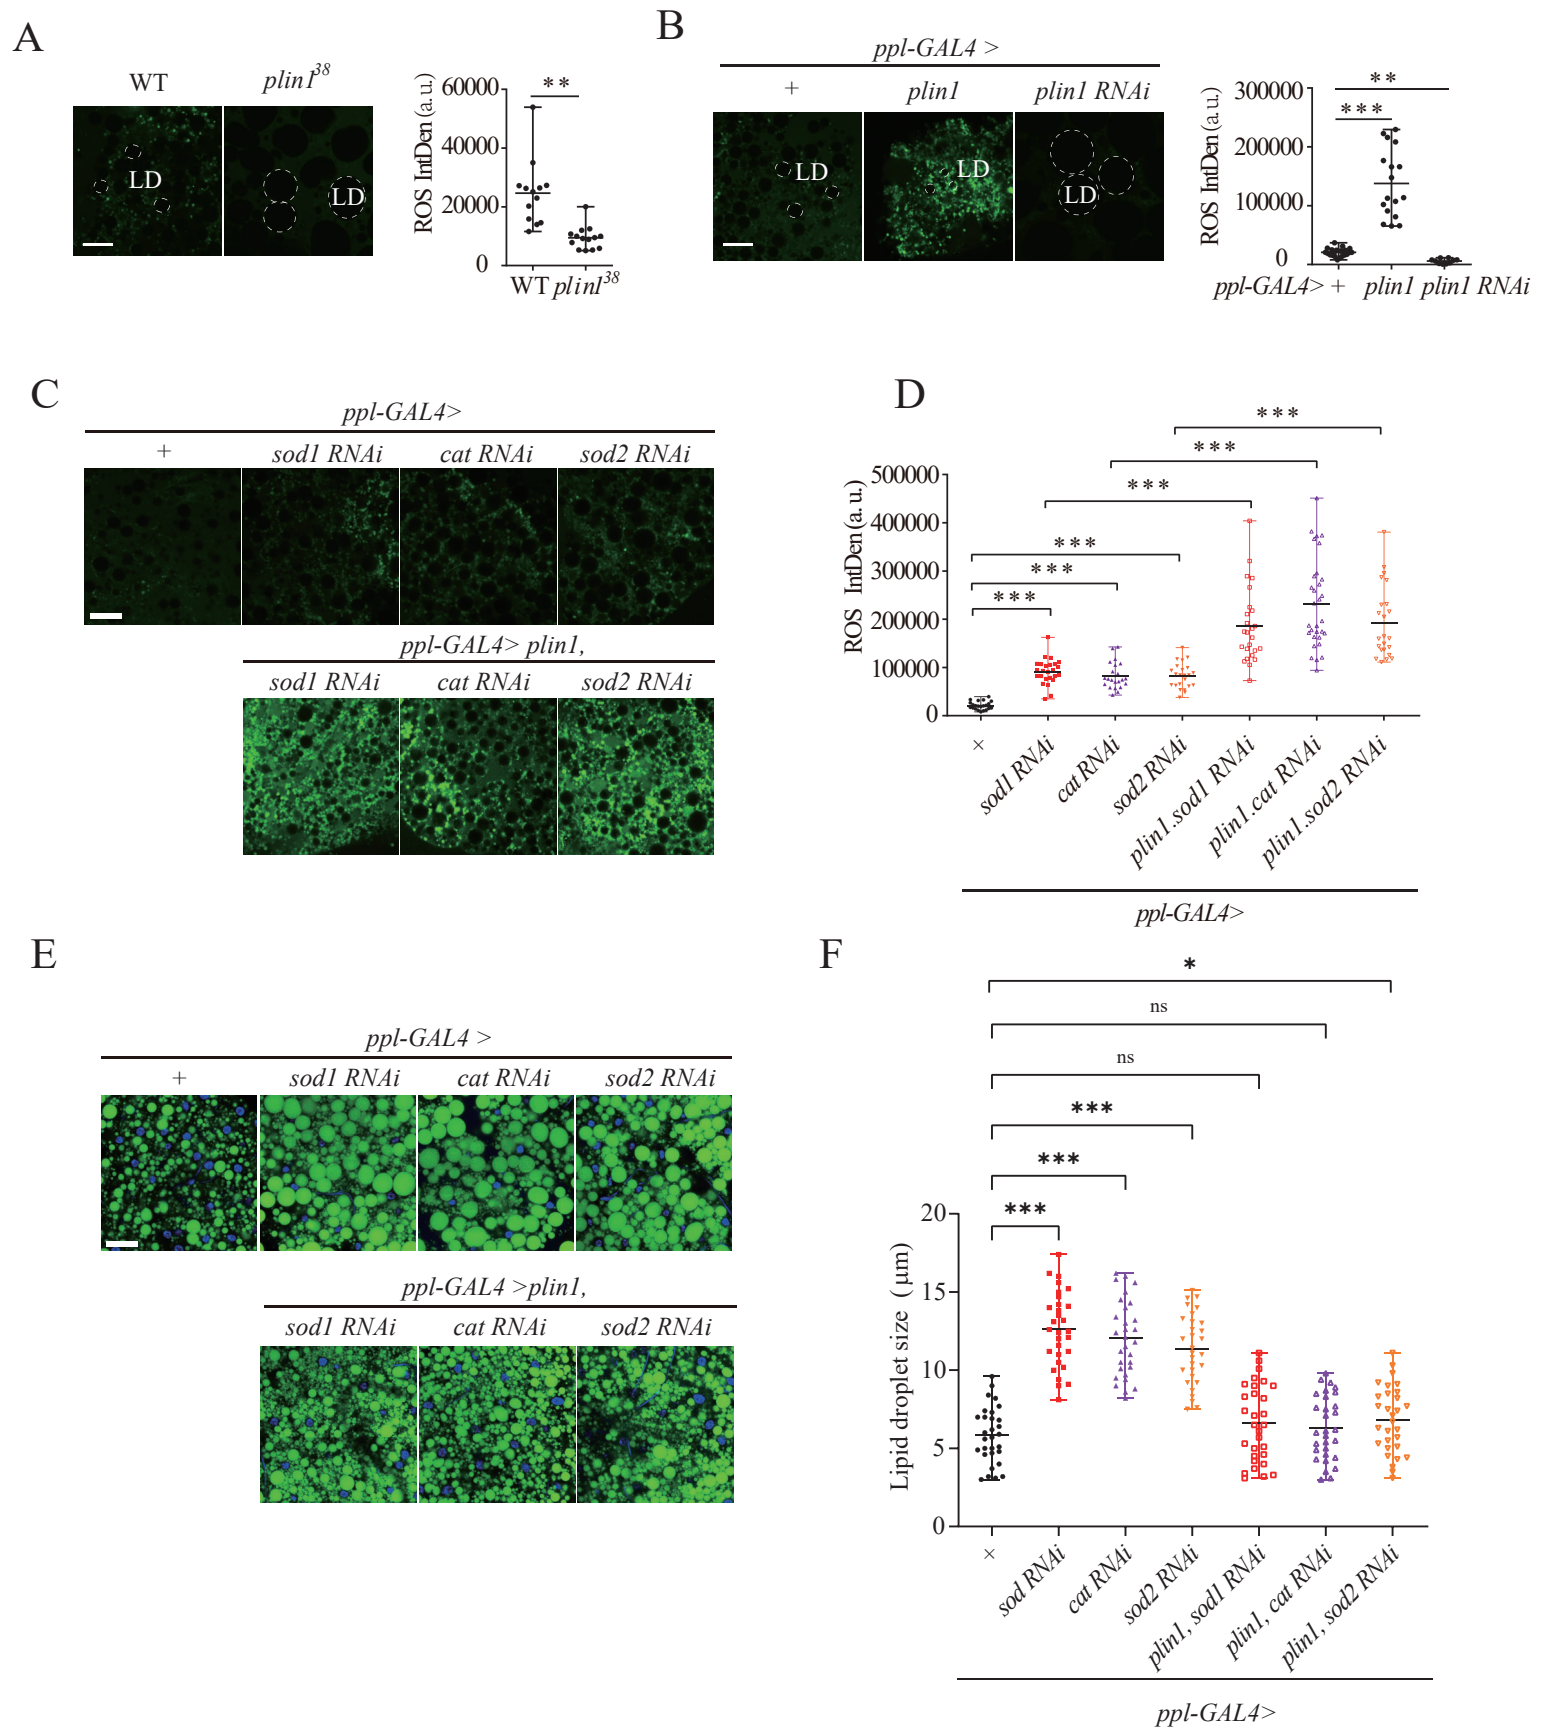 A
WT plin1³⁸
LD
LD
ROS IntDen (a. u.)
60000
40000
20000
0
**
WT plin1³⁸
B
ppl-GAL4 >
+ plin1 plin1 RNAi
LD
LD
LD
ROS IntDen (a. u.)
300000
200000
100000
0
**
***
ppl-GAL4> + plin1 plin1 RNAi
C
ppl-GAL4>
+ sod1 RNAi cat RNAi sod2 RNAi
ppl-GAL4> plin1,
sod1 RNAi cat RNAi sod2 RNAi
D
***
***
***
***
***
***
ROS IntDen (a. u.)
500000
400000
300000
200000
100000
0
×
sod1 RNAi
cat RNAi
sod2 RNAi
plin1.sod1 RNAi
plin1.cat RNAi
plin1.sod2 RNAi
ppl-GAL4>
E
ppl-GAL4 >
+ sod1 RNAi cat RNAi sod2 RNAi
ppl-GAL4 >plin1,
sod1 RNAi cat RNAi sod2 RNAi
F
*
ns
ns
***
***
***
Lipid droplet size (μm)
20
15
10
5
0
×
sod RNAi
cat RNAi
sod2 RNAi
plin1, sod1 RNAi
plin1, cat RNAi
plin1, sod2 RNAi
ppl-GAL4>